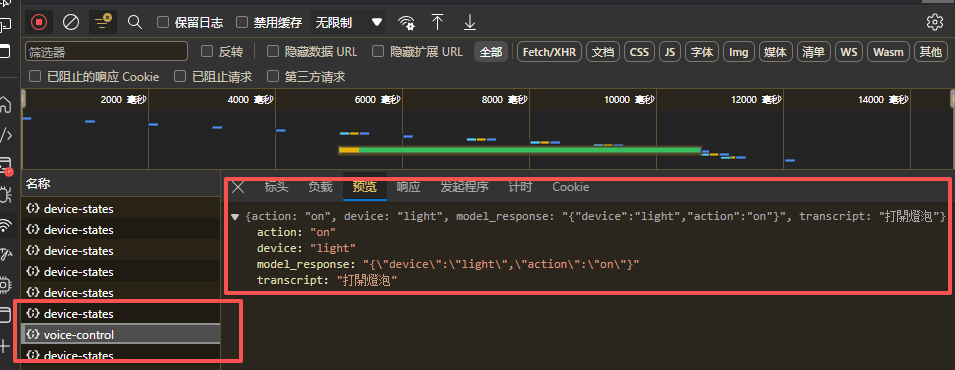 保留日志 禁用缓存 无限制
筛选器 反转 隐藏数据 URL 隐藏扩展 URL 全部 Fetch/XHR 文档 CSS JS 字体 Img 媒体 清单 WS Wasm 其他
已阻止的响应 Cookie 已阻止请求 第三方请求
2000 毫秒 4000 毫秒 6000 毫秒 8000 毫秒 10000 毫秒 12000 毫秒 14000 毫秒
名称
device-states
device-states
device-states
device-states
device-states
device-states
voice-control
device-states
标头 负载 预览 响应 发起程序 计时 Cookie
{action: "on", device: "light", model_response: "{"device":"light","action":"on"}", transcript: "打開燈泡"}
action: "on"
device: "light"
model_response: "{\"device\":\"light\",\"action\":\"on\"}"
transcript: "打開燈泡"